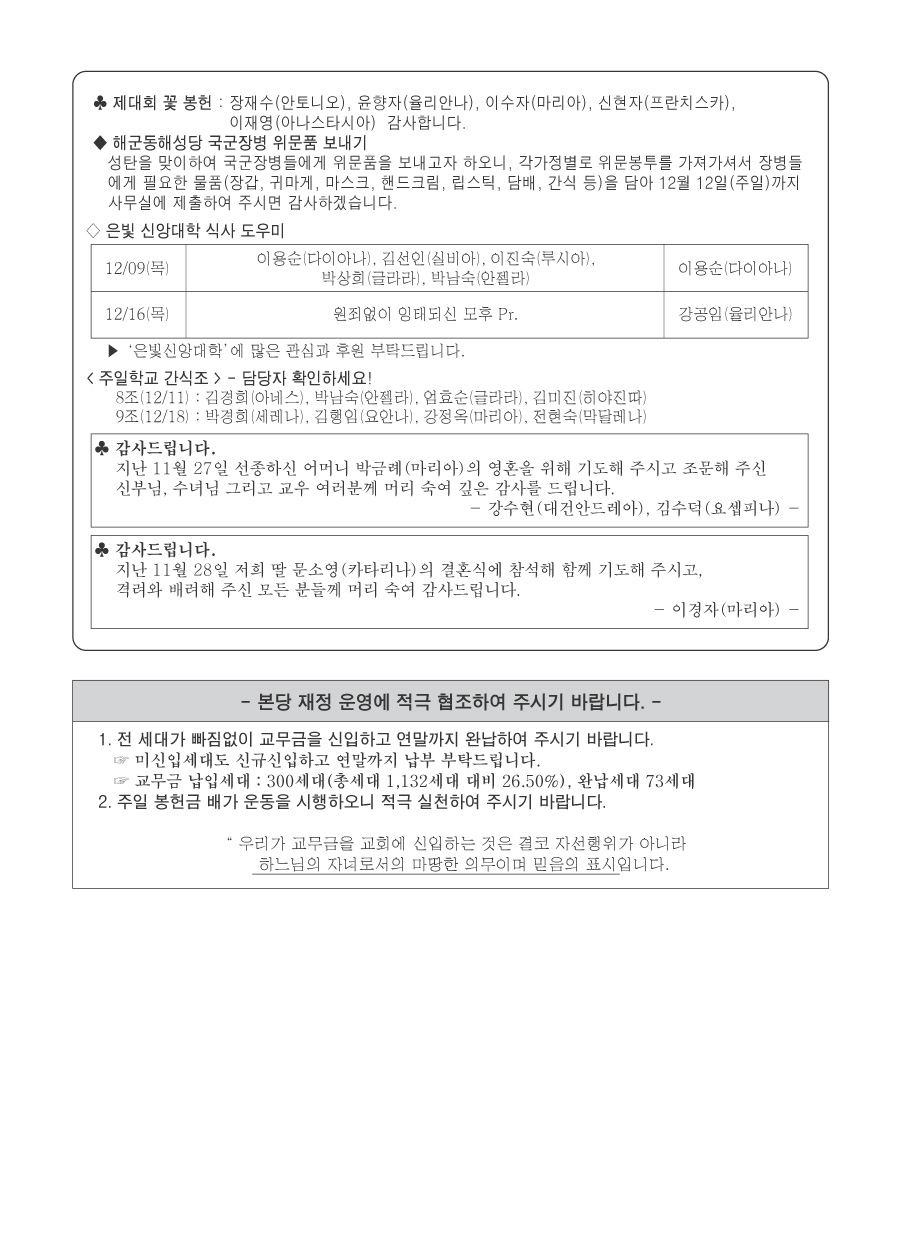 ♣ 제대회 꽃 봉헌 : 장재수(안토니오), 윤향자(율리안나), 이수자(마리아), 신현자(프란치스카),
이재영(아나스타시아) 감사합니다.
◆ 해군동해성당 국군장병 위문품 보내기
성탄을 맞이하여 국군장병들에게 위문품을 보내고자 하오니, 각가정별로 위문봉투를 가져가셔서 장병들
에게 필요한 물품(장갑, 귀마게, 마스크, 핸드크림, 립스틱, 담배, 간식 등)을 담아 12월 12일(주일)까지
사무실에 제출하여 주시면 감사하겠습니다.
◇ 은빛 신앙대학 식사 도우미
12/09(목) 이용순(다이아나), 김선인(실비아), 이진숙(루시아), 박상희(글라라), 박남숙(안젤라) 이용순(다이아나)
12/16(목) 원죄없이 잉태되신 모후 Pr. 강공임(율리안나)
▶ ‘은빛신앙대학’에 많은 관심과 후원 부탁드립니다.
< 주일학교 간식조 > - 담당자 확인하세요!
8조(12/11) : 김경희(아네스), 박남숙(안젤라), 엄효순(글라라), 김미진(히야진따)
9조(12/18) : 박경희(세레나), 김행임(요안나), 강정옥(마리아), 전현숙(막달레나)
♣ 감사드립니다.
지난 11월 27일 선종하신 어머니 박금례(마리아)의 영혼을 위해 기도해 주시고 조문해 주신
신부님, 수녀님 그리고 교우 여러분께 머리 숙여 깊은 감사를 드립니다.
- 강수현(대건안드레아), 김수덕(요셉피나) -
♣ 감사드립니다.
지난 11월 28일 저희 딸 문소영(카타리나)의 결혼식에 참석해 함께 기도해 주시고,
격려와 배려해 주신 모든 분들께 머리 숙여 감사드립니다.
- 이경자(마리아) -
- 본당 재정 운영에 적극 협조하여 주시기 바랍니다. -
1. 전 세대가 빠짐없이 교무금을 신입하고 연말까지 완납하여 주시기 바랍니다.
☞ 미신입세대도 신규신입하고 연말까지 납부 부탁드립니다.
☞ 교무금 납입세대 : 300세대(총세대 1,132세대 대비 26.50%), 완납세대 73세대
2. 주일 봉헌금 배가 운동을 시행하오니 적극 실천하여 주시기 바랍니다.
“ 우리가 교무금을 교회에 신입하는 것은 결코 자선행위가 아니라
하느님의 자녀로서의 마땅한 의무이며 믿음의 표시입니다.